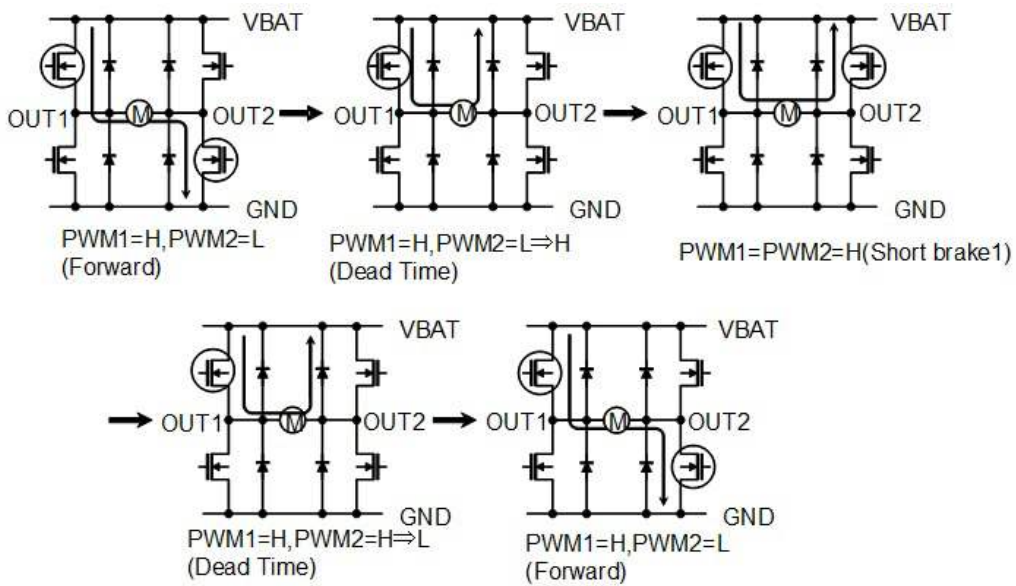 VBAT
VBAT
VBAT
OUT1
M
OUT2
OUT1
M
OUT2
OUT1
M
OUT2
GND
GND
GND
PWM1=H,PWM2=L
(Forward)
PWM1=H,PWM2=L⇒H
(Dead Time)
PWM1=PWM2=H(Short brake1)
VBAT
VBAT
OUT1
M
OUT2
OUT1
M
OUT2
GND
GND
PWM1=H,PWM2=H⇒L
(Dead Time)
PWM1=H,PWM2=L
(Forward)